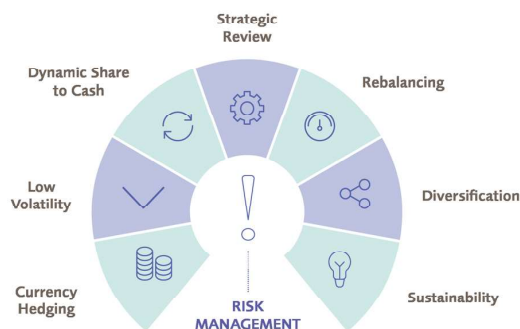 Strategic
Review
Dynamic Share
to Cash
Rebalancing
Low
Volatility
Diversification
Currency
Hedging
Sustainability
RISK
MANAGEMENT